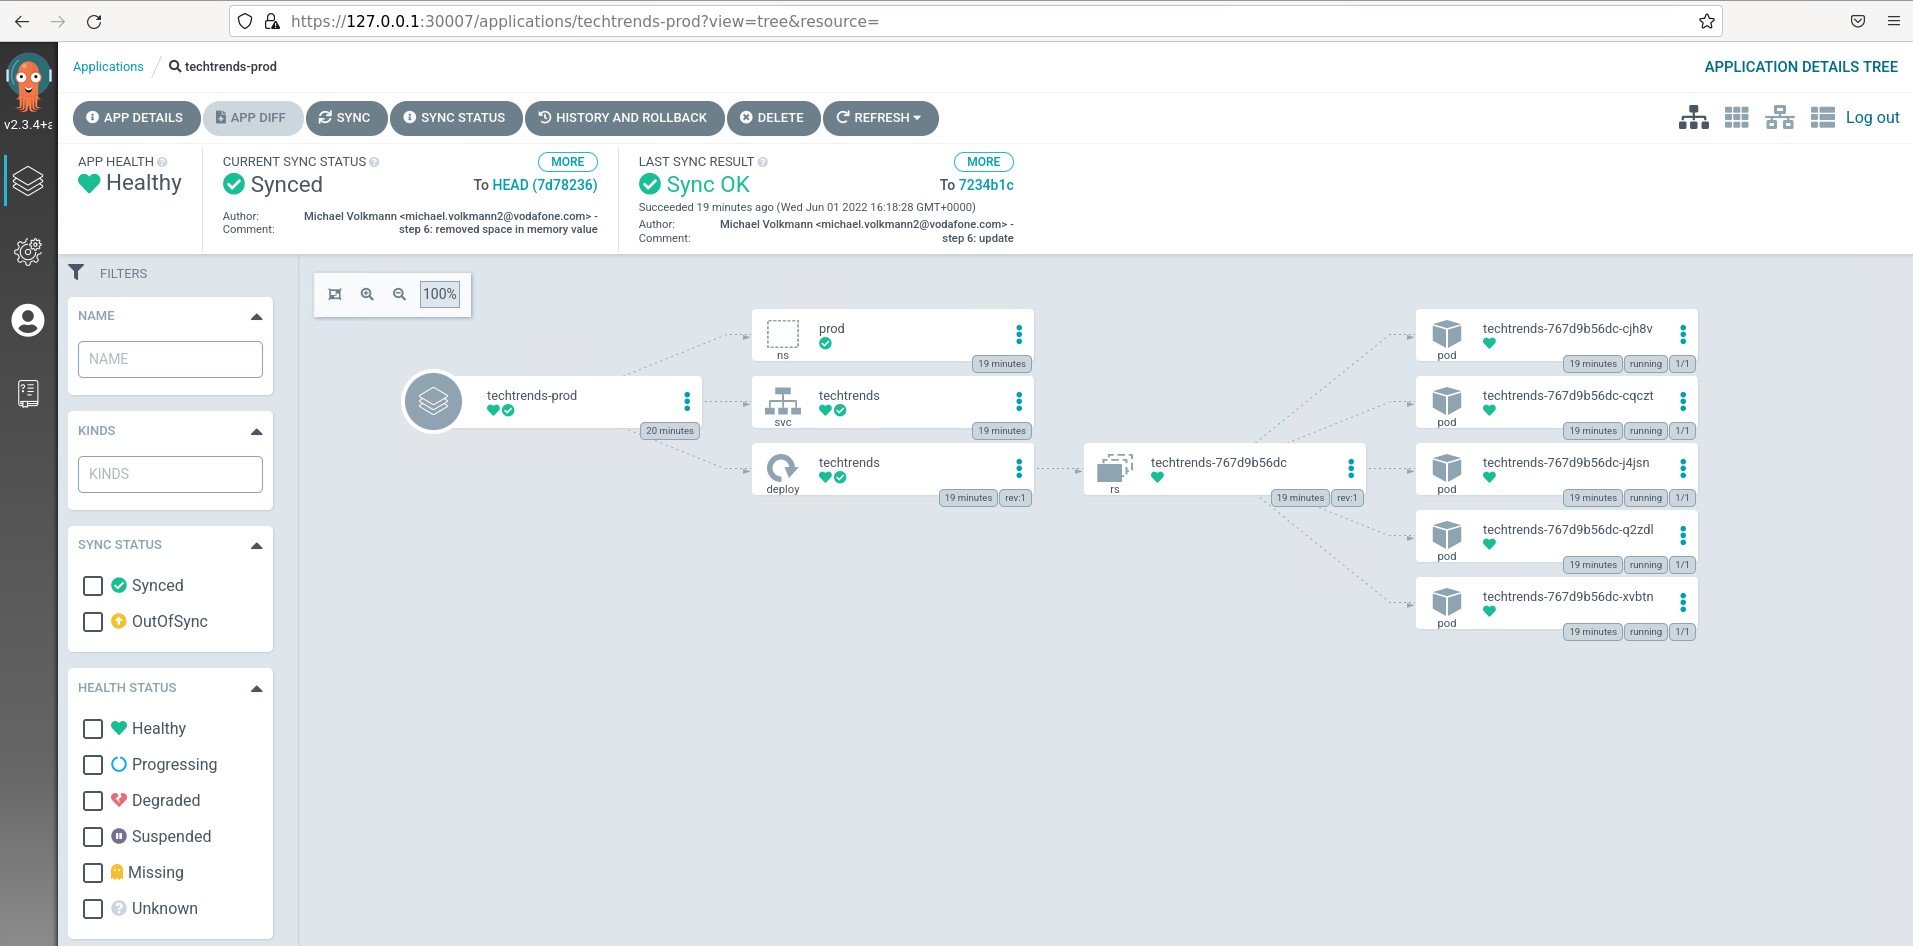 https://127.0.0.1:30007/applications/techtrends-prod?view=tree&resource=
v2.3.4+a
Applications / techtrends-prod
APPLICATION DETAILS TREE
APP DETAILS
APP DIFF
SYNC
SYNC STATUS
HISTORY AND ROLLBACK
DELETE
REFRESH
Log out
APP HEALTH
Healthy
CURRENT SYNC STATUS
MORE
Synced
To HEAD (7d78236)
Author: Michael Volkmann <michael.volkmann2@vodafone.com> -
Comment: step 6: removed space in memory value
LAST SYNC RESULT
MORE
Sync OK
To 7234b1c
Succeeded 19 minutes ago (Wed Jun 01 2022 16:18:28 GMT+0000)
Author: Michael Volkmann <michael.volkmann2@vodafone.com> -
Comment: step 6: update
FILTERS
NAME
NAME
KINDS
KINDS
SYNC STATUS
Synced
OutOfSync
HEALTH STATUS
Healthy
Progressing
Degraded
Suspended
Missing
Unknown
100%
techtrends-prod
20 minutes
prod
ns
19 minutes
techtrends
svc
19 minutes
techtrends
deploy
19 minutes rev:1
techtrends-767d9b56dc
rs
19 minutes rev:1
techtrends-767d9b56dc-cjh8v
pod
19 minutes running 1/1
techtrends-767d9b56dc-cqczt
pod
19 minutes running 1/1
techtrends-767d9b56dc-j4jsn
pod
19 minutes running 1/1
techtrends-767d9b56dc-q2zdl
pod
19 minutes running 1/1
techtrends-767d9b56dc-xvbtn
pod
19 minutes running 1/1